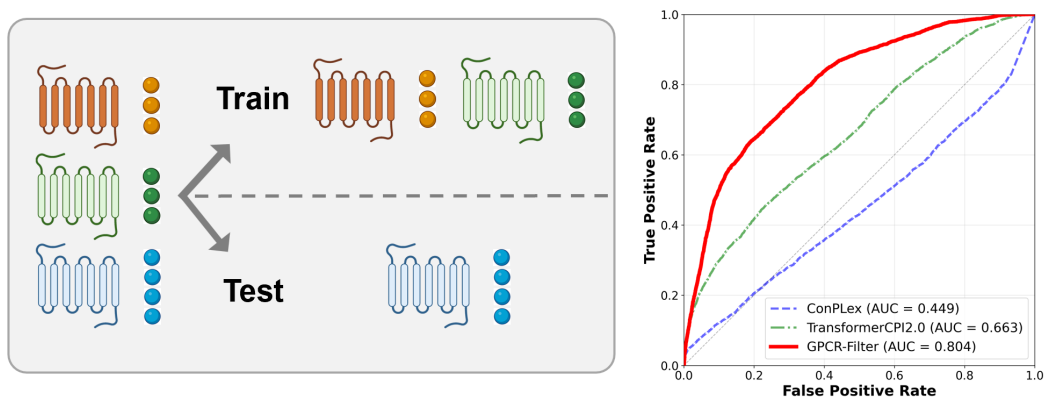 Train
Test
True Positive Rate
1.0
0.8
0.6
0.4
0.2
0.0
ConPLex (AUC = 0.449)
TransformerCPI2.0 (AUC = 0.663)
GPCR-Filter (AUC = 0.804)
0.0 0.2 0.4 0.6 0.8 1.0
False Positive Rate